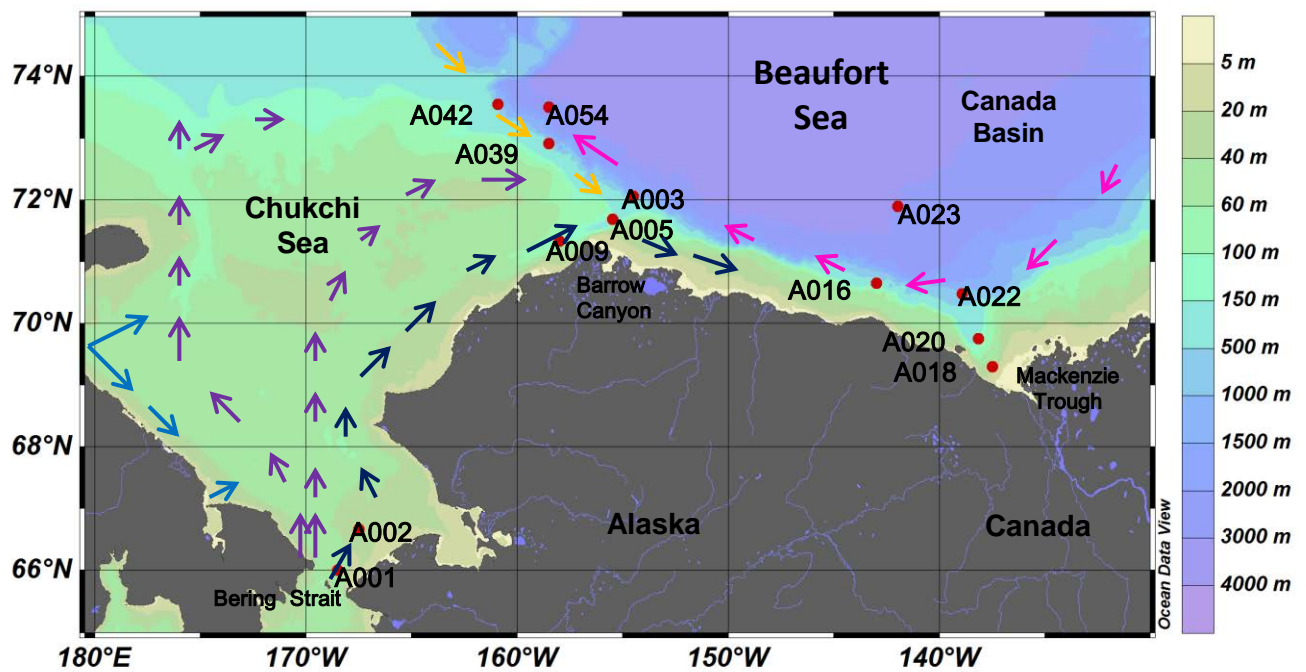 5 m
74°N
Beaufort
Sea
20 m
A042
A054
Canada
Basin
40 m
A039
60 m
72°N
Chukchi
Sea
A003
A005
A023
100 m
A009
150 m
Barrow
Canyon
A016
A022
70°N
500 m
A020
A018
Mackenzie
Trough
1000 m
68°N
1500 m
2000 m
A002
Alaska
Canada
3000 m
66°N
A001
Bering Strait
4000 m
Ocean Data View
180°E
170°W
160°W
150°W
140°W